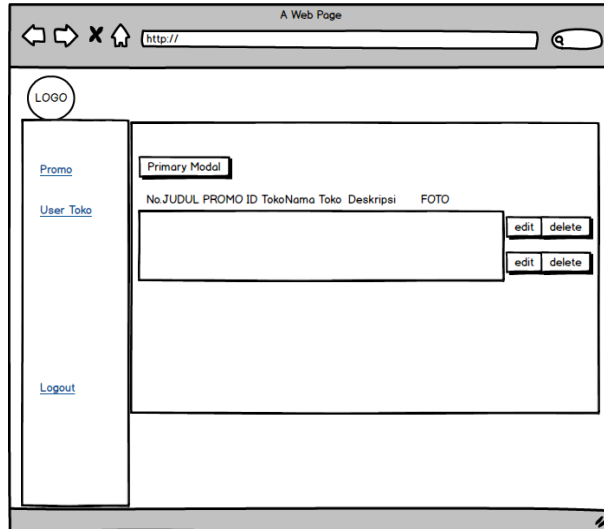 A Web Page
http://
LOGO
Promo
User Toko
Logout
Primary Modal
No.JUDUL PROMO ID TokoNama Toko Deskripsi FOTO
edit delete
edit delete